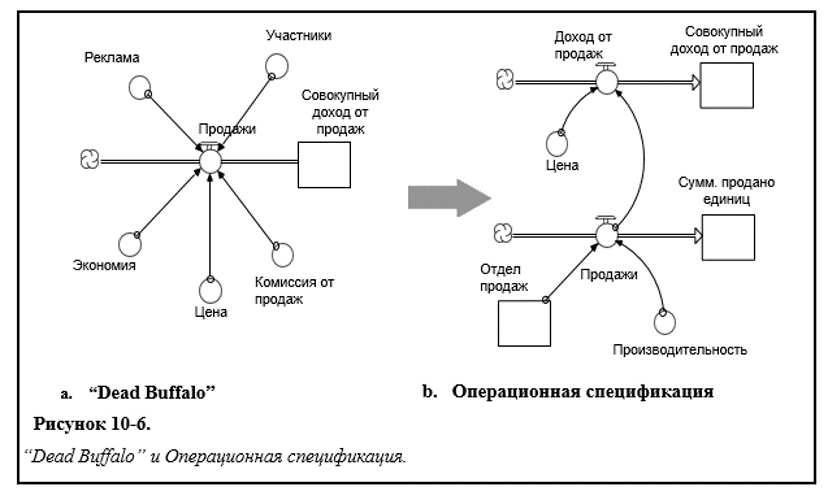 Реклама
Участники
Продажи
Совокупный
доход от
продаж
Экономия
Цена
Комиссия от
продаж
Доход от
продаж
Совокупный
доход от продаж
Цена
Сумм. продано
единиц
Отдел
продаж
Продажи
Производительность
a. “Dead Buffalo”
b. Операционная спецификация
Рисунок 10-6.
“Dead Buffalo” и Операционная спецификация.